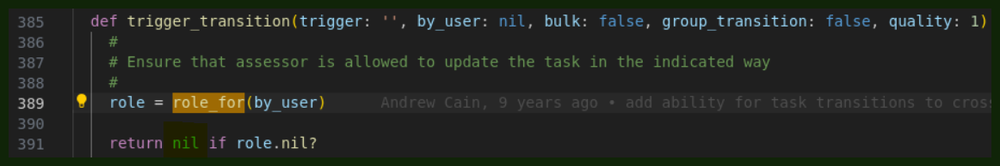 385 def trigger_transition(trigger: '', by_user: nil, bulk: false, group_transition: false, quality: 1)
386 #
387 # Ensure that assessor is allowed to update the task in the indicated way
388 #
389 role = role_for(by_user) Andrew Cain, 9 years ago • add ability for task transitions to cros
390
391 return nil if role.nil?